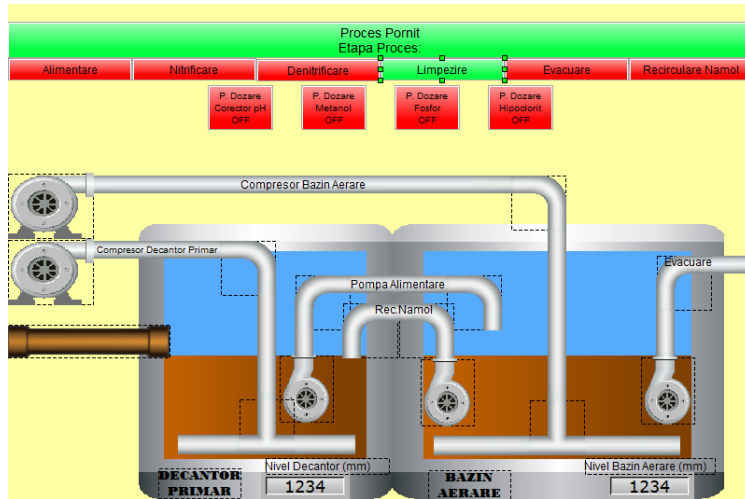 Proces Pornit
Etapa Proces:
Alimentare
Nitrificare
Denitrificare
Limpezire
Evacuare
Recirculare Namol
P. Dozare
Corector pH
OFF
P. Dozare
Metanol
OFF
P. Dozare
Fosfor
OFF
P. Dozare
Hipoclorit
OFF
Compresor Bazin Aerare
Compresor Decantor Primar
Evacuare
Pompa Alimentare
Rec.Namol
Nivel Decantor (mm)
Nivel Bazin Aerare (mm)
DECANTOR
PRIMAR
1234
BAZIN
AERARE
1234